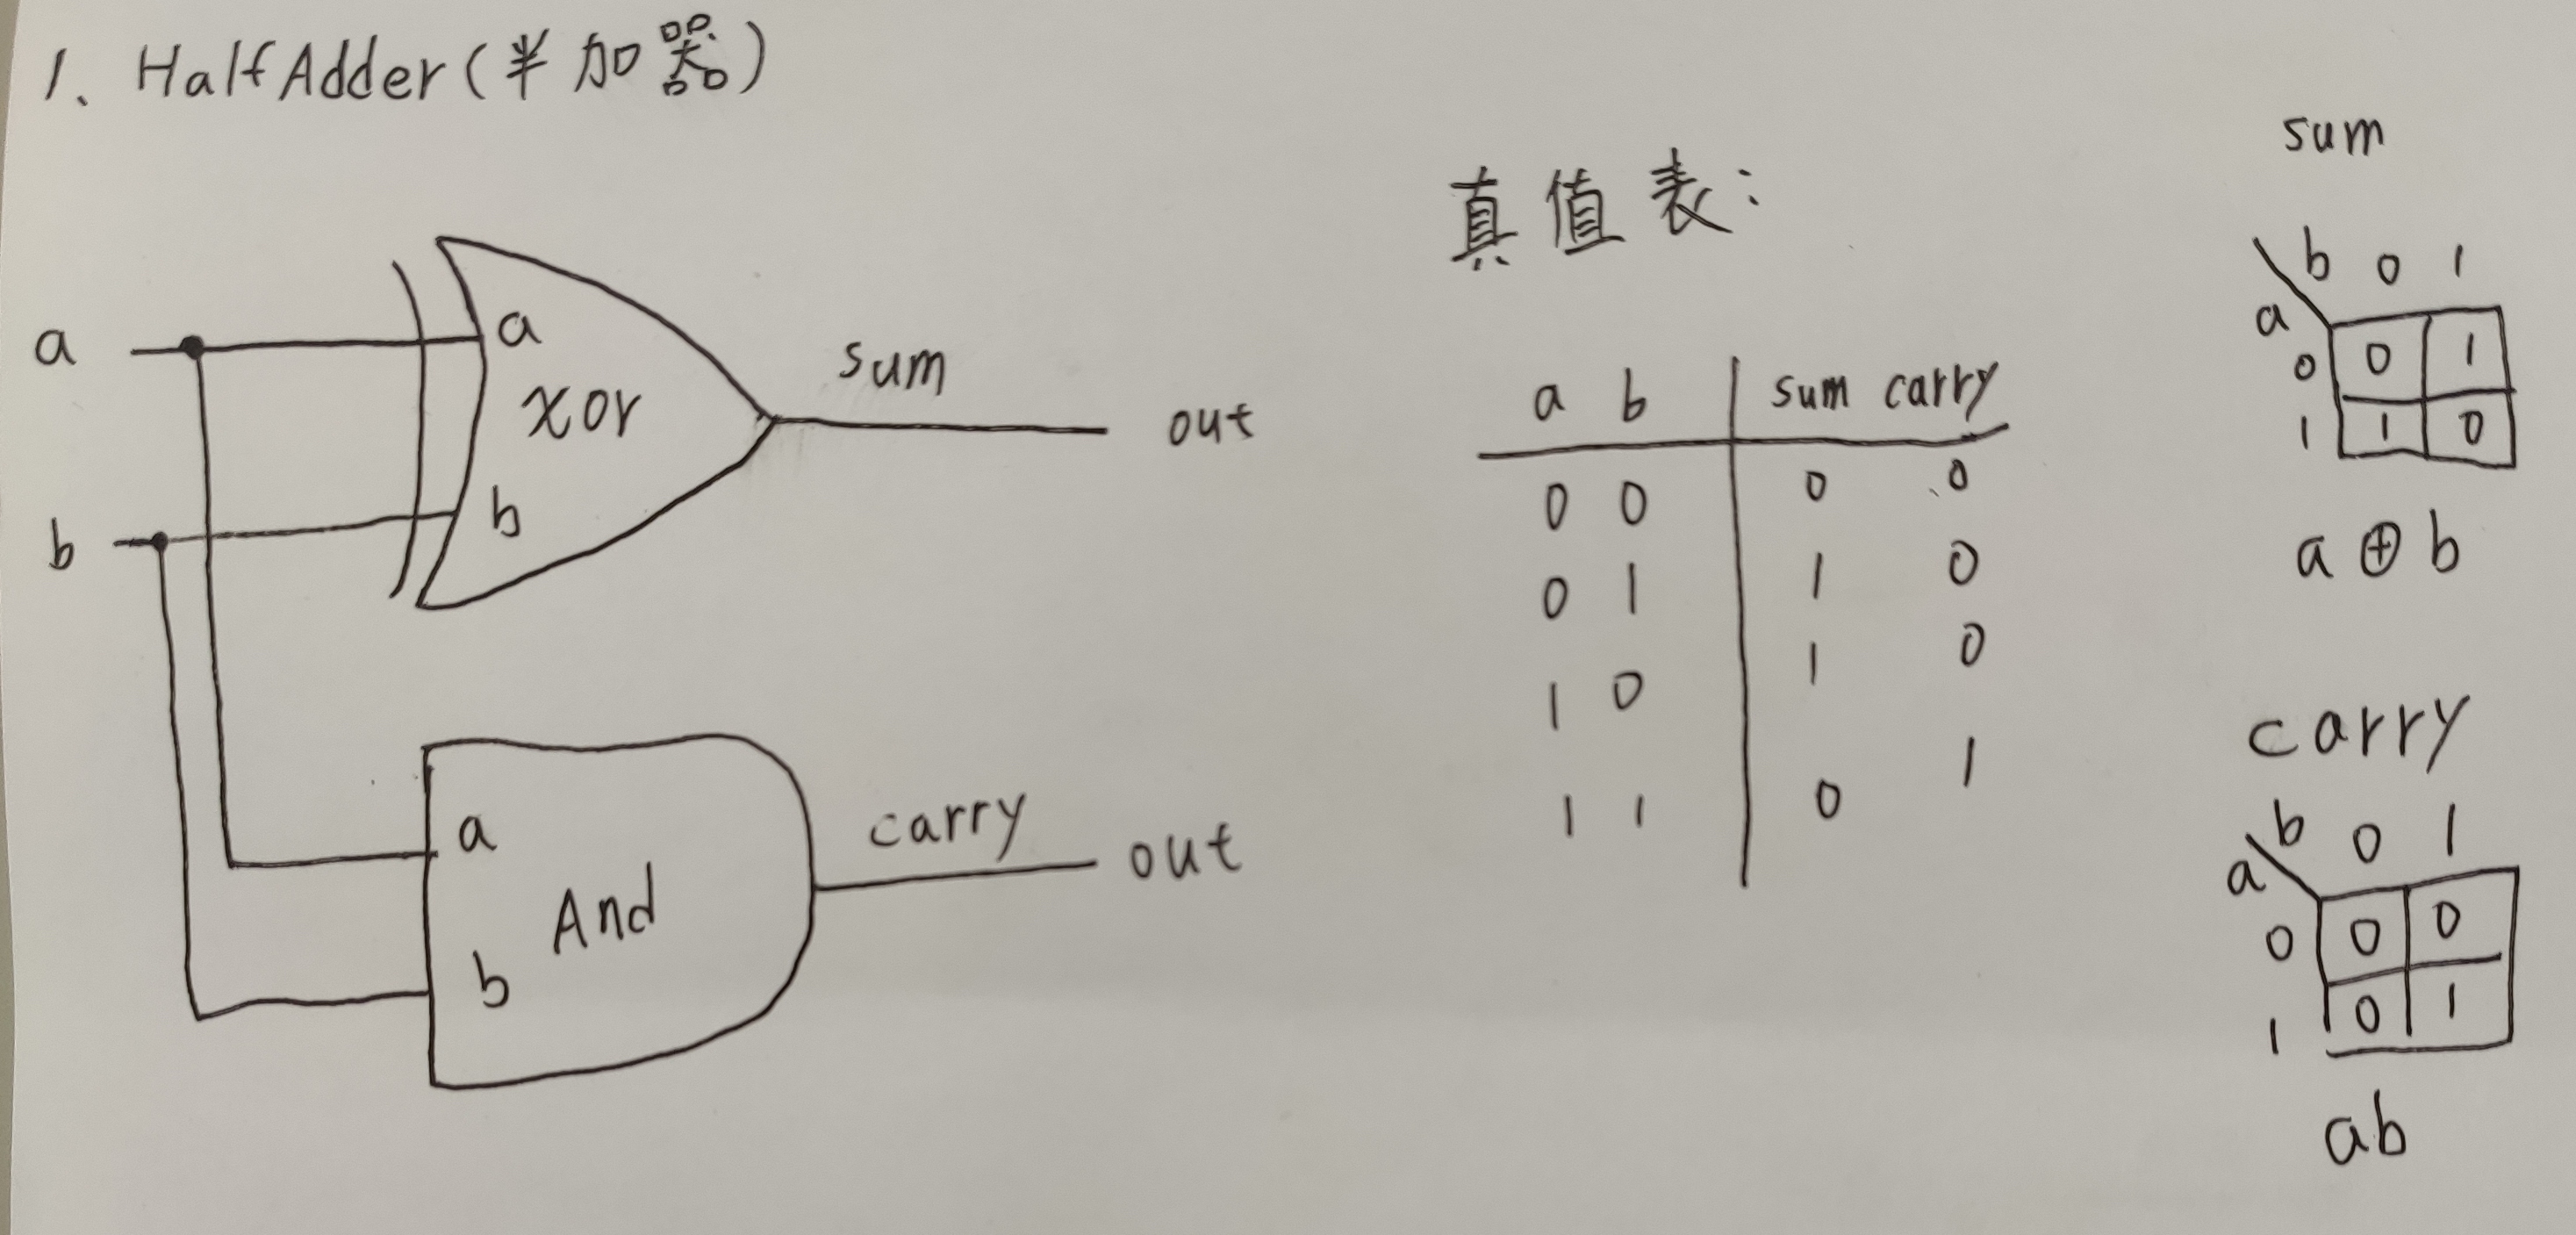 1、HalfAdder(半加器)
a
b
a
xor
b
sum
out
a
And
b
carry
out
真值表:
a b sum carry
0 0 0 0
0 1 1 0
1 0 1 0
1 1 0 1
sum
b 0 1
a
0 0 1
1 1 0
a⊕b
carry
b 0 1
a
0 0 0
1 0 1
ab